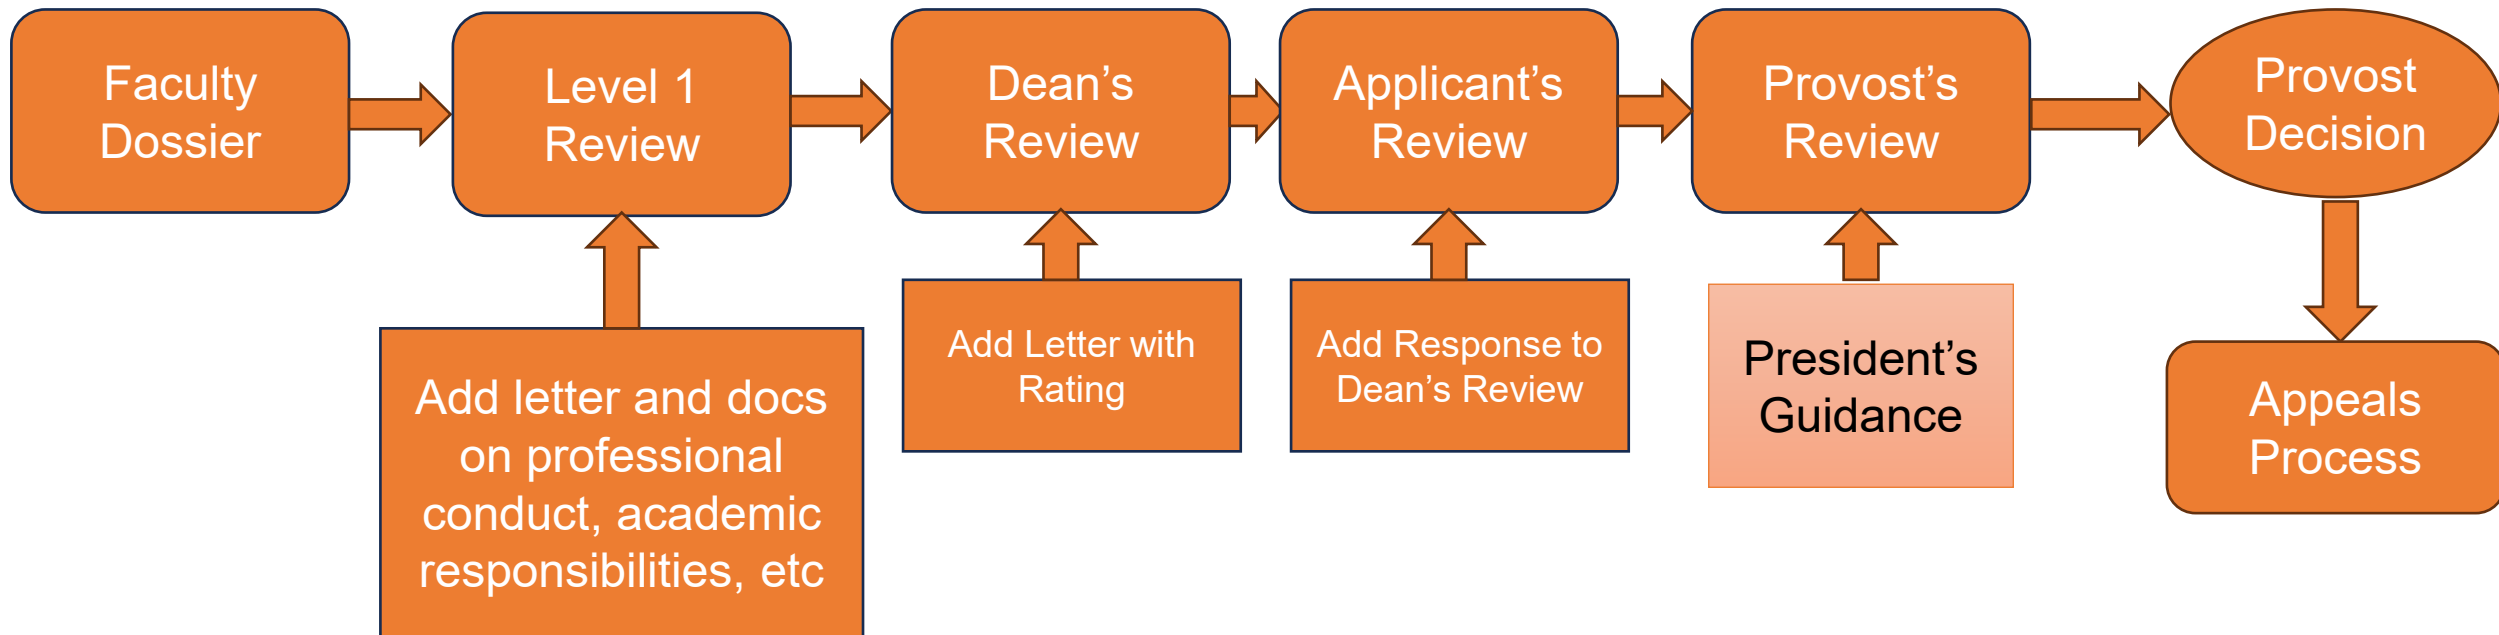 Faculty
Dossier
Level 1
Review
Dean’s
Review
Applicant’s
Review
Provost’s
Review
Provost
Decision
Add letter and docs
on professional
conduct, academic
responsibilities, etc
Add Letter with
Rating
Add Response to
Dean’s Review
President’s
Guidance
Appeals
Process